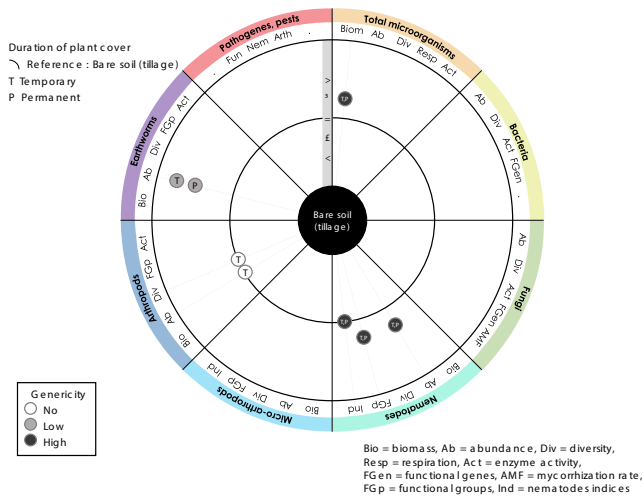 Duration of plant cover
Reference : Bare soil (tillage)
T Temporary
P Permanent
Pathogenes, pests
. Fun Nem Arth .
Total microorganisms
Biom Ab Div Resp Act
Bacteria
Ab Div Act FGen .
Fungi
Ab Div Act FGen AMF
Nematodes
Bio Ab Div FGp Ind
Micro-arthropods
Bio Ab Div FGp Ind
Arthropods
Bio Ab Div FGp Act
Earthworms
Bio Ab Div FGp Act
>
³
=
£
<
T,P
T
P
Bare soil
(tillage)
T
T
T,P
T,P
T,P
Genericity
No
Low
High
Bio = biomass, Ab = abundance, Div = diversity,
Resp = respiration, Act = enzyme activity,
FGen = functional genes, AMF = mycorrhization rate,
FGp = functional groups, Ind = nematodes indices